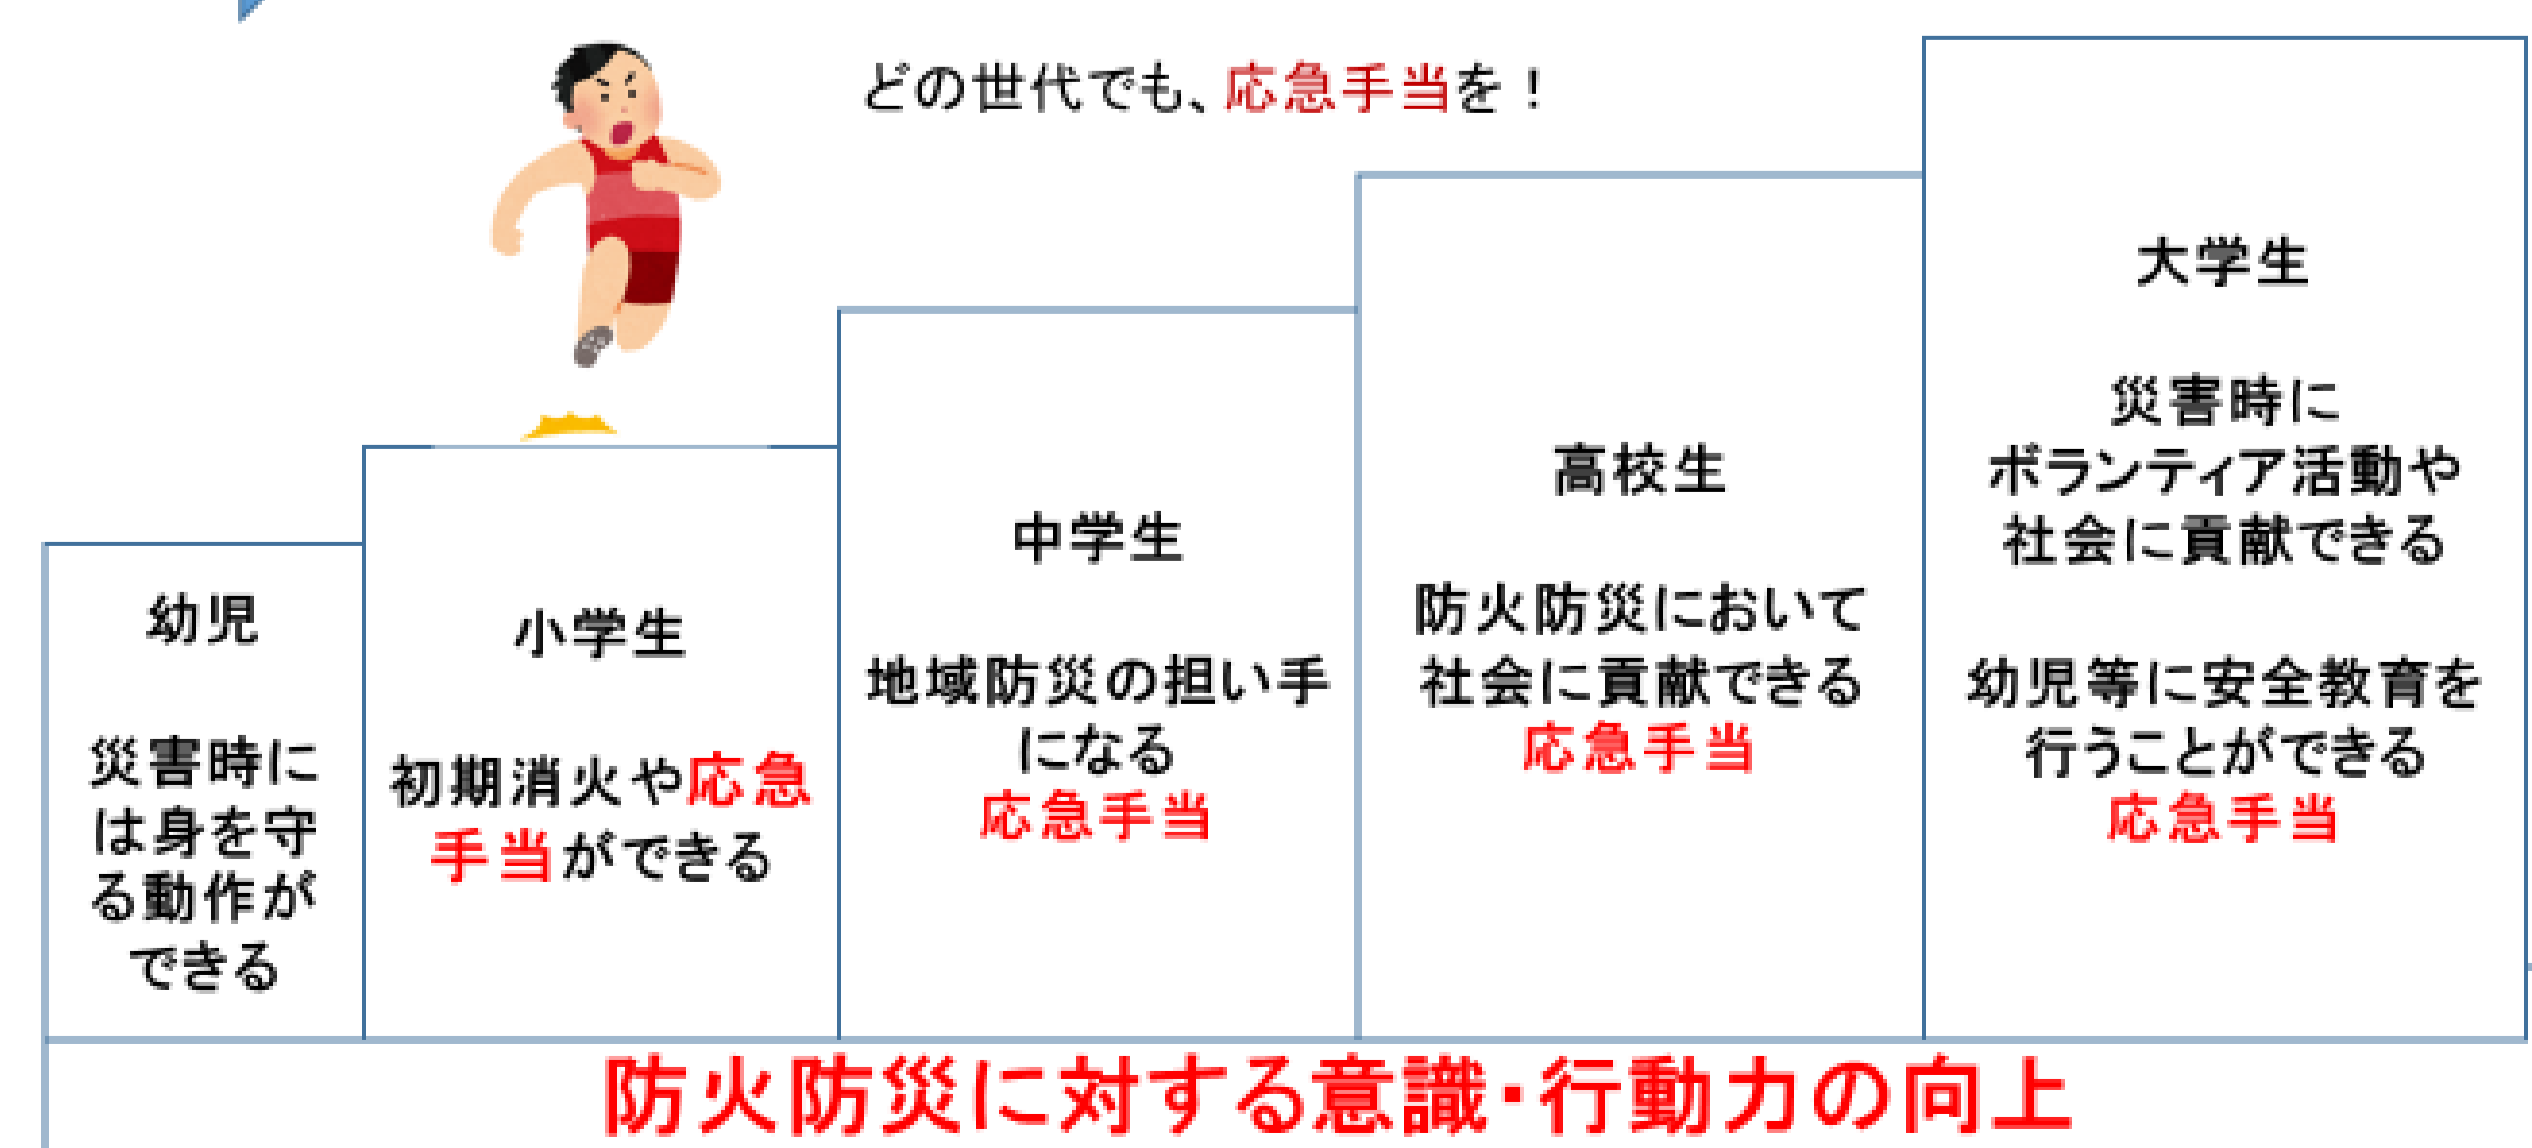 どの世代でも、応急手当を！
幼児
災害時に
は身を守
る動作が
できる
小学生
初期消火や応急
手当ができる
中学生
地域防災の担い手
になる
応急手当
高校生
防火防災において
社会に貢献できる
応急手当
大学生
災害時に
ボランティア活動や
社会に貢献できる
幼児等に安全教育を
行うことができる
応急手当
防火防災に対する意識・行動力の向上